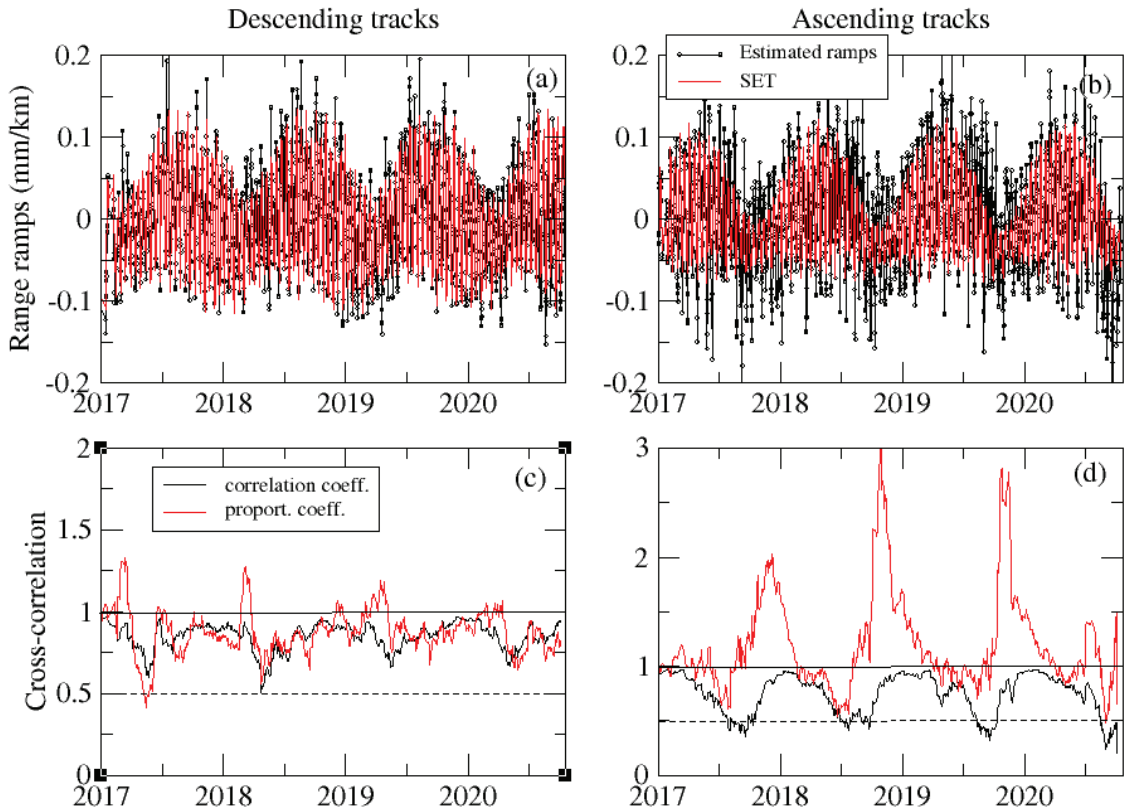 Descending tracks
Ascending tracks
Range ramps (mm/km)
0.2
0.1
0
-0.1
-0.2
2017
2018
2019
2020
(a)
0.2
0.1
0
-0.1
-0.2
2017
2018
2019
2020
Estimated ramps
SET
(b)
Cross-correlation
2
1.5
1
0.5
0
2017
2018
2019
2020
correlation coeff.
proport. coeff.
(c)
3
2
1
0
2017
2018
2019
2020
(d)